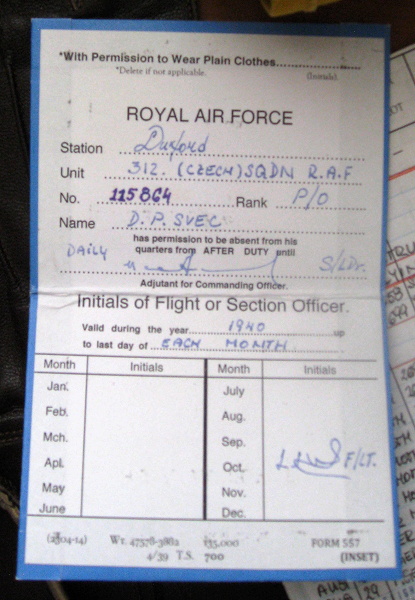 *With Permission to Wear Plain Clothes....................
*Delete if not applicable. (Initials).
ROYAL AIR FORCE
Station Duxford
Unit 312. (CZECH) SQDN R.A.F
No. 115864 Rank P/O
Name D. P. SVEC
has permission to be absent from his
DAILY quarters from AFTER DUTY until
S/LDR.
Adjutant for Commanding Officer.
Initials of Flight or Section Officer.
Valid during the year 1940 up
to last day of EACH MONTH
Month Initials Month Initials
Jan. July
Feb. Aug.
Mch. Sep.
Apl. Oct. F/LT.
May Nov.
June Dec.
Wt. 47578-3882 135,000 FORM 557
4/39 T.S. 700 (INSET)